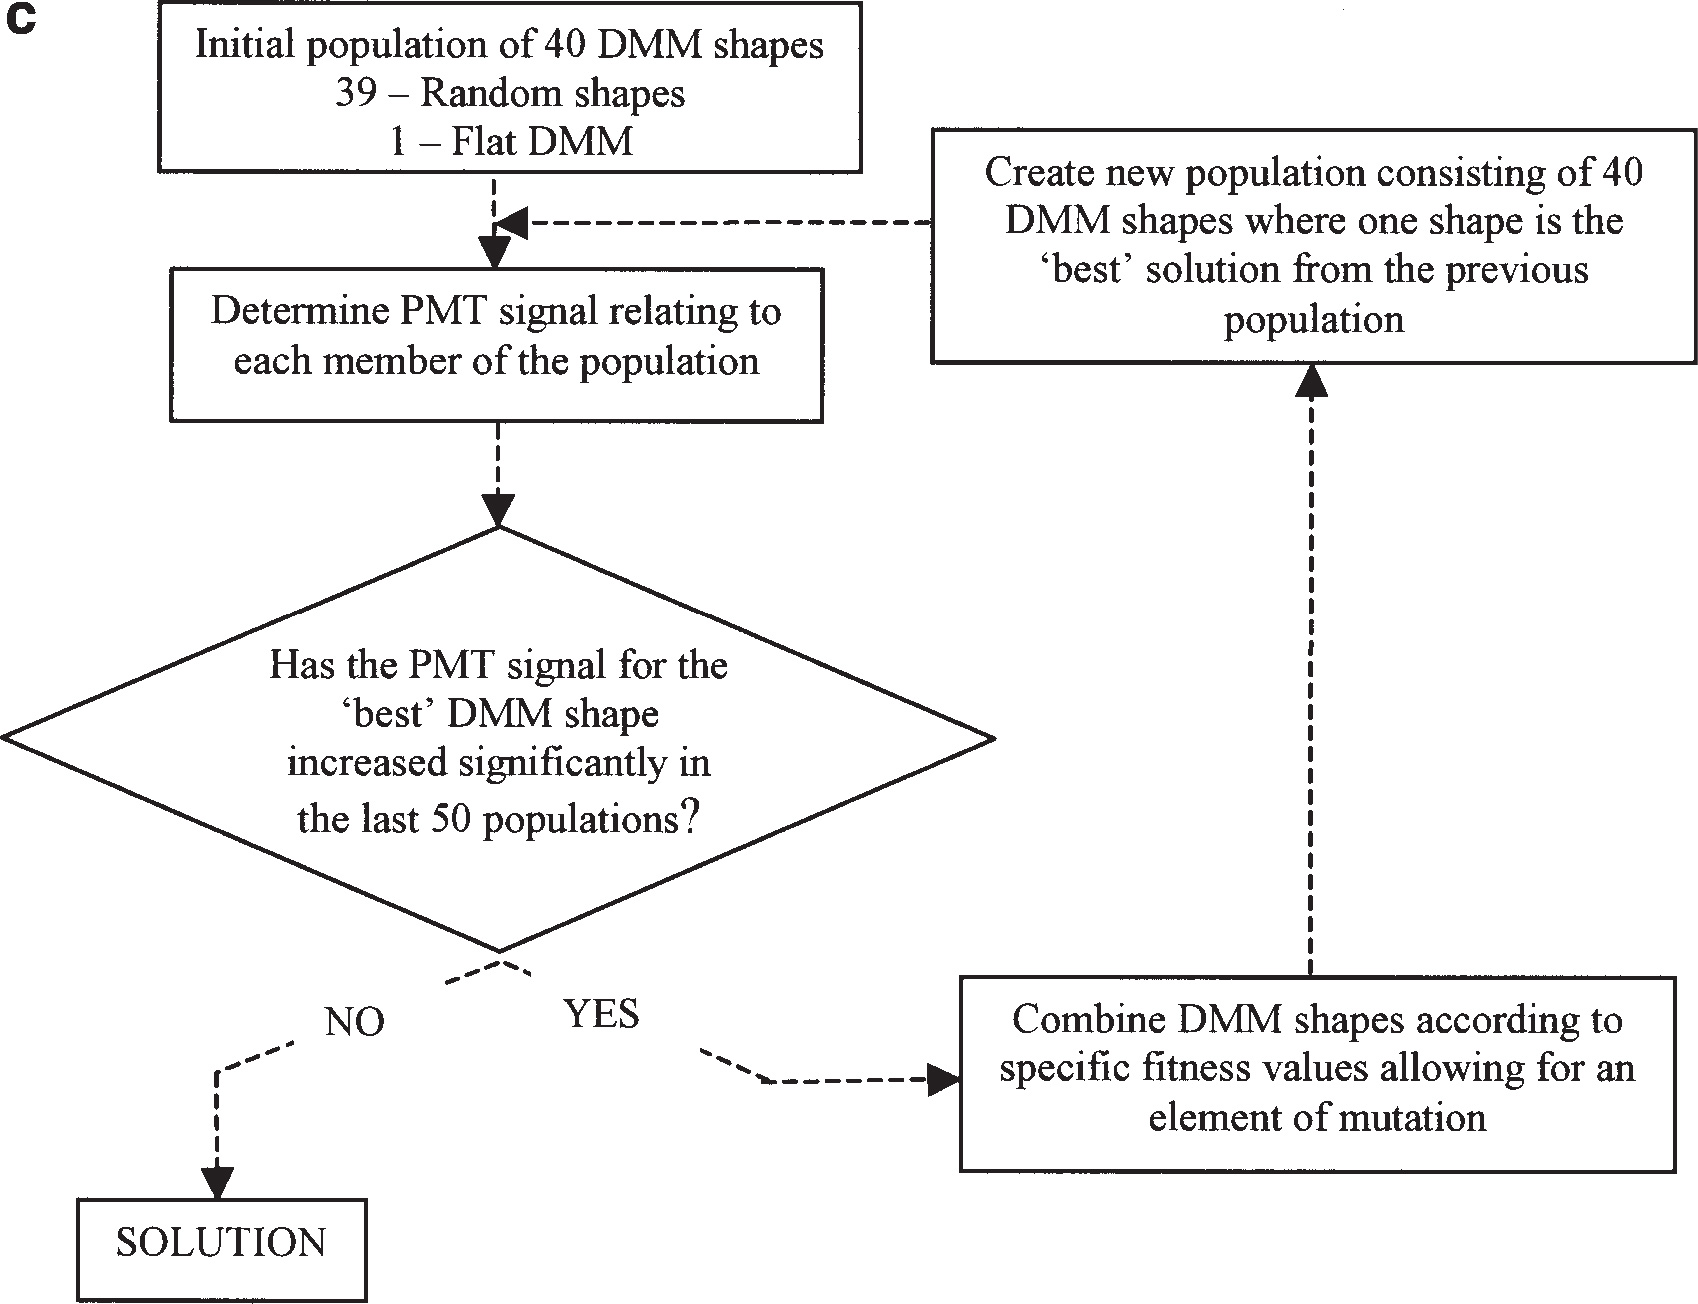 c
Initial population of 40 DMM shapes
39 – Random shapes
1 – Flat DMM
Create new population consisting of 40
DMM shapes where one shape is the
‘best’ solution from the previous
population
Determine PMT signal relating to
each member of the population
Has the PMT signal for the
‘best’ DMM shape
increased significantly in
the last 50 populations?
NO
YES
Combine DMM shapes according to
specific fitness values allowing for an
element of mutation
SOLUTION